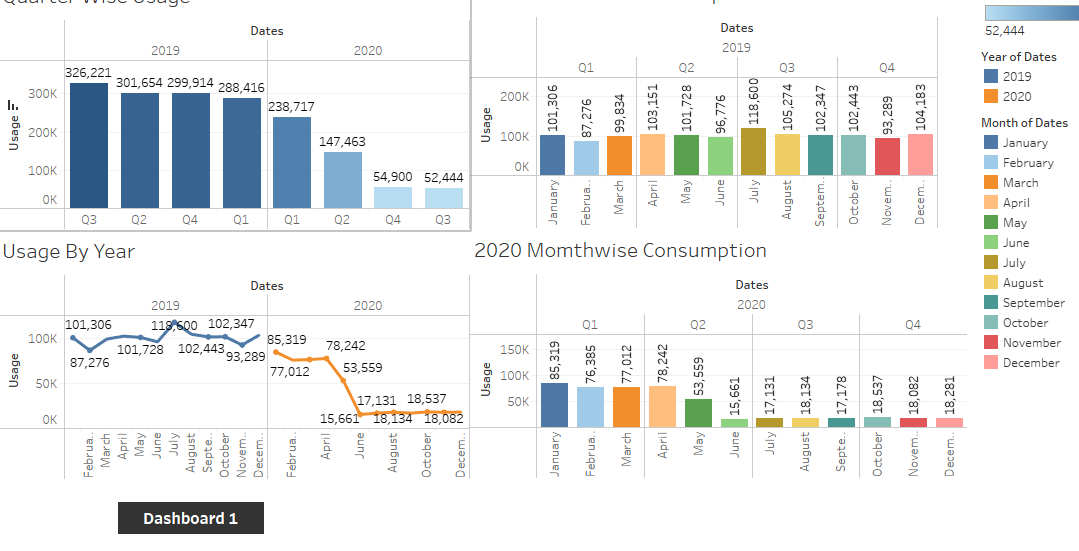 Quarter Wise Usage
Dates
2019 2020
326,221 301,654 299,914 288,416 238,717 147,463 54,900 52,444
Usage
300K
200K
100K
0K
Q3 Q2 Q4 Q1 Q1 Q2 Q4 Q3
Dates
2019
Q1 Q2 Q3 Q4
Usage
200K
100K
0K
101,306 87,276 99,834 103,151 101,728 96,776 118,600 105,274 102,347 102,443 93,289 104,183
January Februa.. March April May June July August Septem.. October Novem.. Decem..
52,444
Year of Dates
2019
2020
Month of Dates
January
February
March
April
May
June
July
August
September
October
November
December
Usage By Year
Dates
2019 2020
Usage
100K
50K
0K
101,306 118,600 102,347
87,276 101,728 102,443 93,289
85,319 78,242
77,012 53,559
17,131 18,537
15,661 18,134 18,082
Februa.. March April May June July August Septe.. October Novem.. Decem.. Februa.. April June August October Decem..
2020 Momthwise Consumption
Dates
2020
Q1 Q2 Q3 Q4
Usage
150K
100K
50K
85,319 76,385 77,012 78,242 53,559 15,661 17,131 18,134 17,178 18,537 18,082 18,281
January Februa.. March April May June July August Septe.. October Novem.. Decem..
Dashboard 1